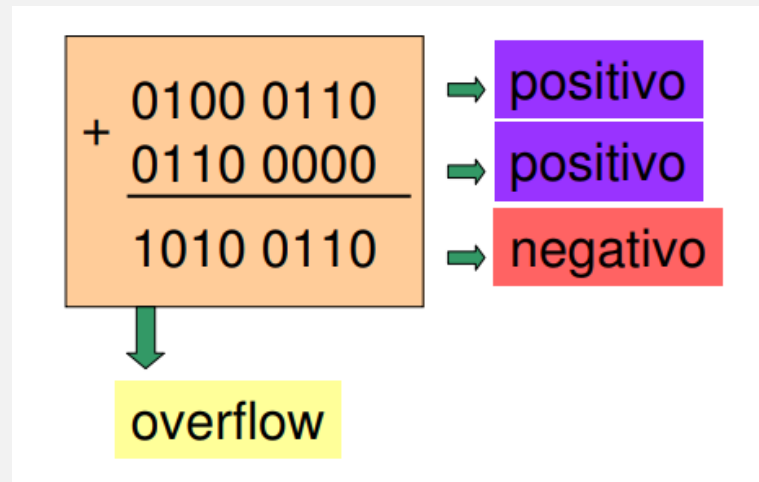 0100 0110
+
0110 0000
1010 0110
positivo
positivo
negativo
overflow